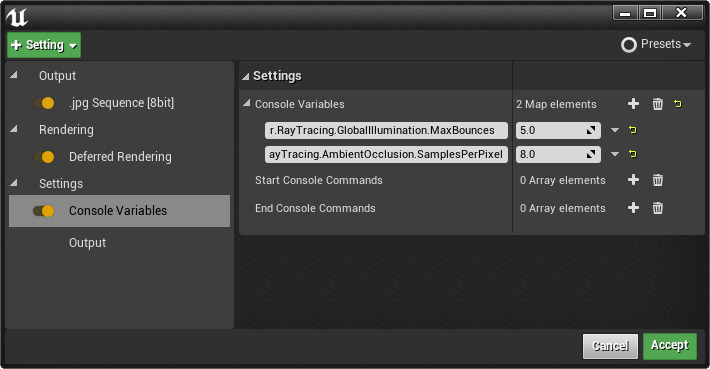 + Setting
Presets
Output
.jpg Sequence [8bit]
Rendering
Deferred Rendering
Settings
Console Variables
Output
Settings
Console Variables 2 Map elements
r.RayTracing.GlobalIllumination.MaxBounces 5.0
ayTracing.AmbientOcclusion.SamplesPerPixel 8.0
Start Console Commands 0 Array elements
End Console Commands 0 Array elements
Cancel Accept